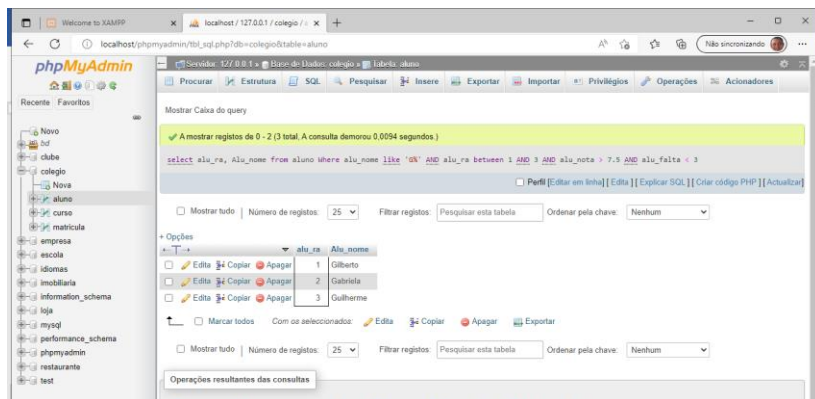 Welcome to XAMPP
localhost / 127.0.0.1 / colegio / a
localhost/phpmyadmin/tbl_sql.php?db=colegio&table=aluno
Não sincronizando
phpMyAdmin
Recente Favoritos
Novo
bd
clube
colegio
Nova
aluno
curso
matricula
empresa
escola
idiomas
imobiliaria
information_schema
loja
mysql
performance_schema
phpmyadmin
restaurante
test
Servidor: 127.0.0.1 » Base de Dados: colegio » Tabela: aluno
Procurar Estrutura SQL Pesquisar Insere Exportar Importar Privilégios Operações Acionadores
Mostrar Caixa do query
A mostrar registos de 0 - 2 (3 total, A consulta demorou 0,0094 segundos.)
select alu_ra, Alu_nome from aluno Where alu_nome like 'G%' AND alu_ra between 1 AND 3 AND alu_nota > 7.5 AND alu_falta < 3
Perfil [Editar em linha] [ Edita ] [ Explicar SQL ] [ Criar código PHP ] [ Actualizar]
Mostrar tudo | Número de registos: 25 Filtrar registos: Pesquisar esta tabela Ordenar pela chave: Nenhum
+ Opções
←T→ alu_ra Alu_nome
Edita Copiar Apagar 1 Gilberto
Edita Copiar Apagar 2 Gabriela
Edita Copiar Apagar 3 Guilherme
Marcar todos Com os seleccionados: Edita Copiar Apagar Exportar
Mostrar tudo | Número de registos: 25 Filtrar registos: Pesquisar esta tabela Ordenar pela chave: Nenhum
Operações resultantes das consultas